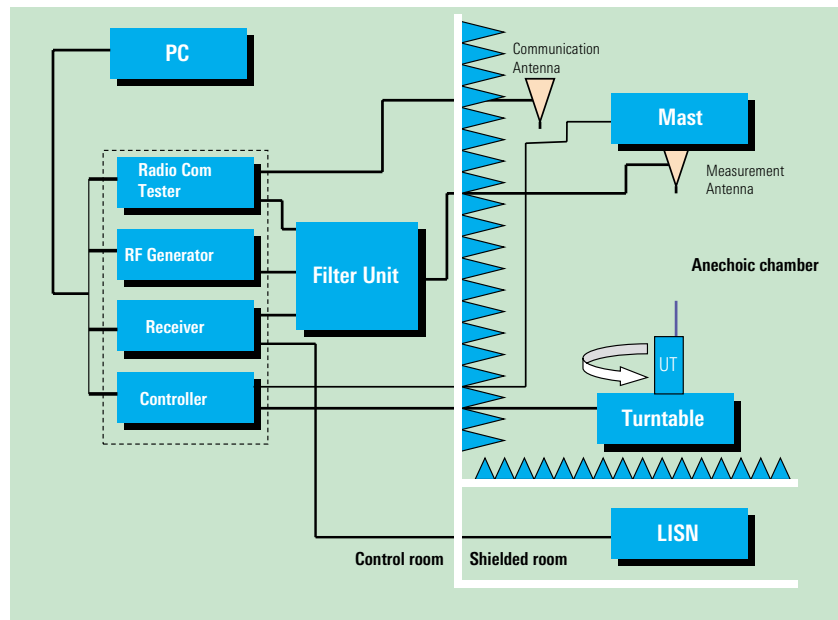 PC
Communication
Antenna
Mast
Radio Com
Tester
Measurement
Antenna
RF Generator
Filter Unit
Anechoic chamber
Receiver
UT
Controller
Turntable
LISN
Control room
Shielded room